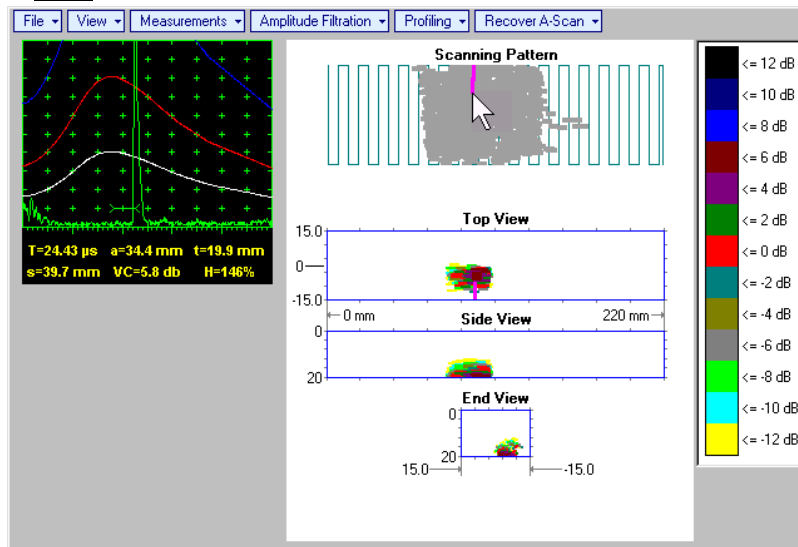 File View Measurements Amplitude Filtration Profiling Recover A-Scan
T=24.43 µs a=34.4 mm t=19.9 mm
s=39.7 mm VC=5.8 db H=146%
Scanning Pattern
Top View
15.0
0
-15.0
0 mm
220 mm
Side View
0
20
End View
0
20
15.0
-15.0
<= 12 dB
<= 10 dB
<= 8 dB
<= 6 dB
<= 4 dB
<= 2 dB
<= 0 dB
<= -2 dB
<= -4 dB
<= -6 dB
<= -8 dB
<= -10 dB
<= -12 dB